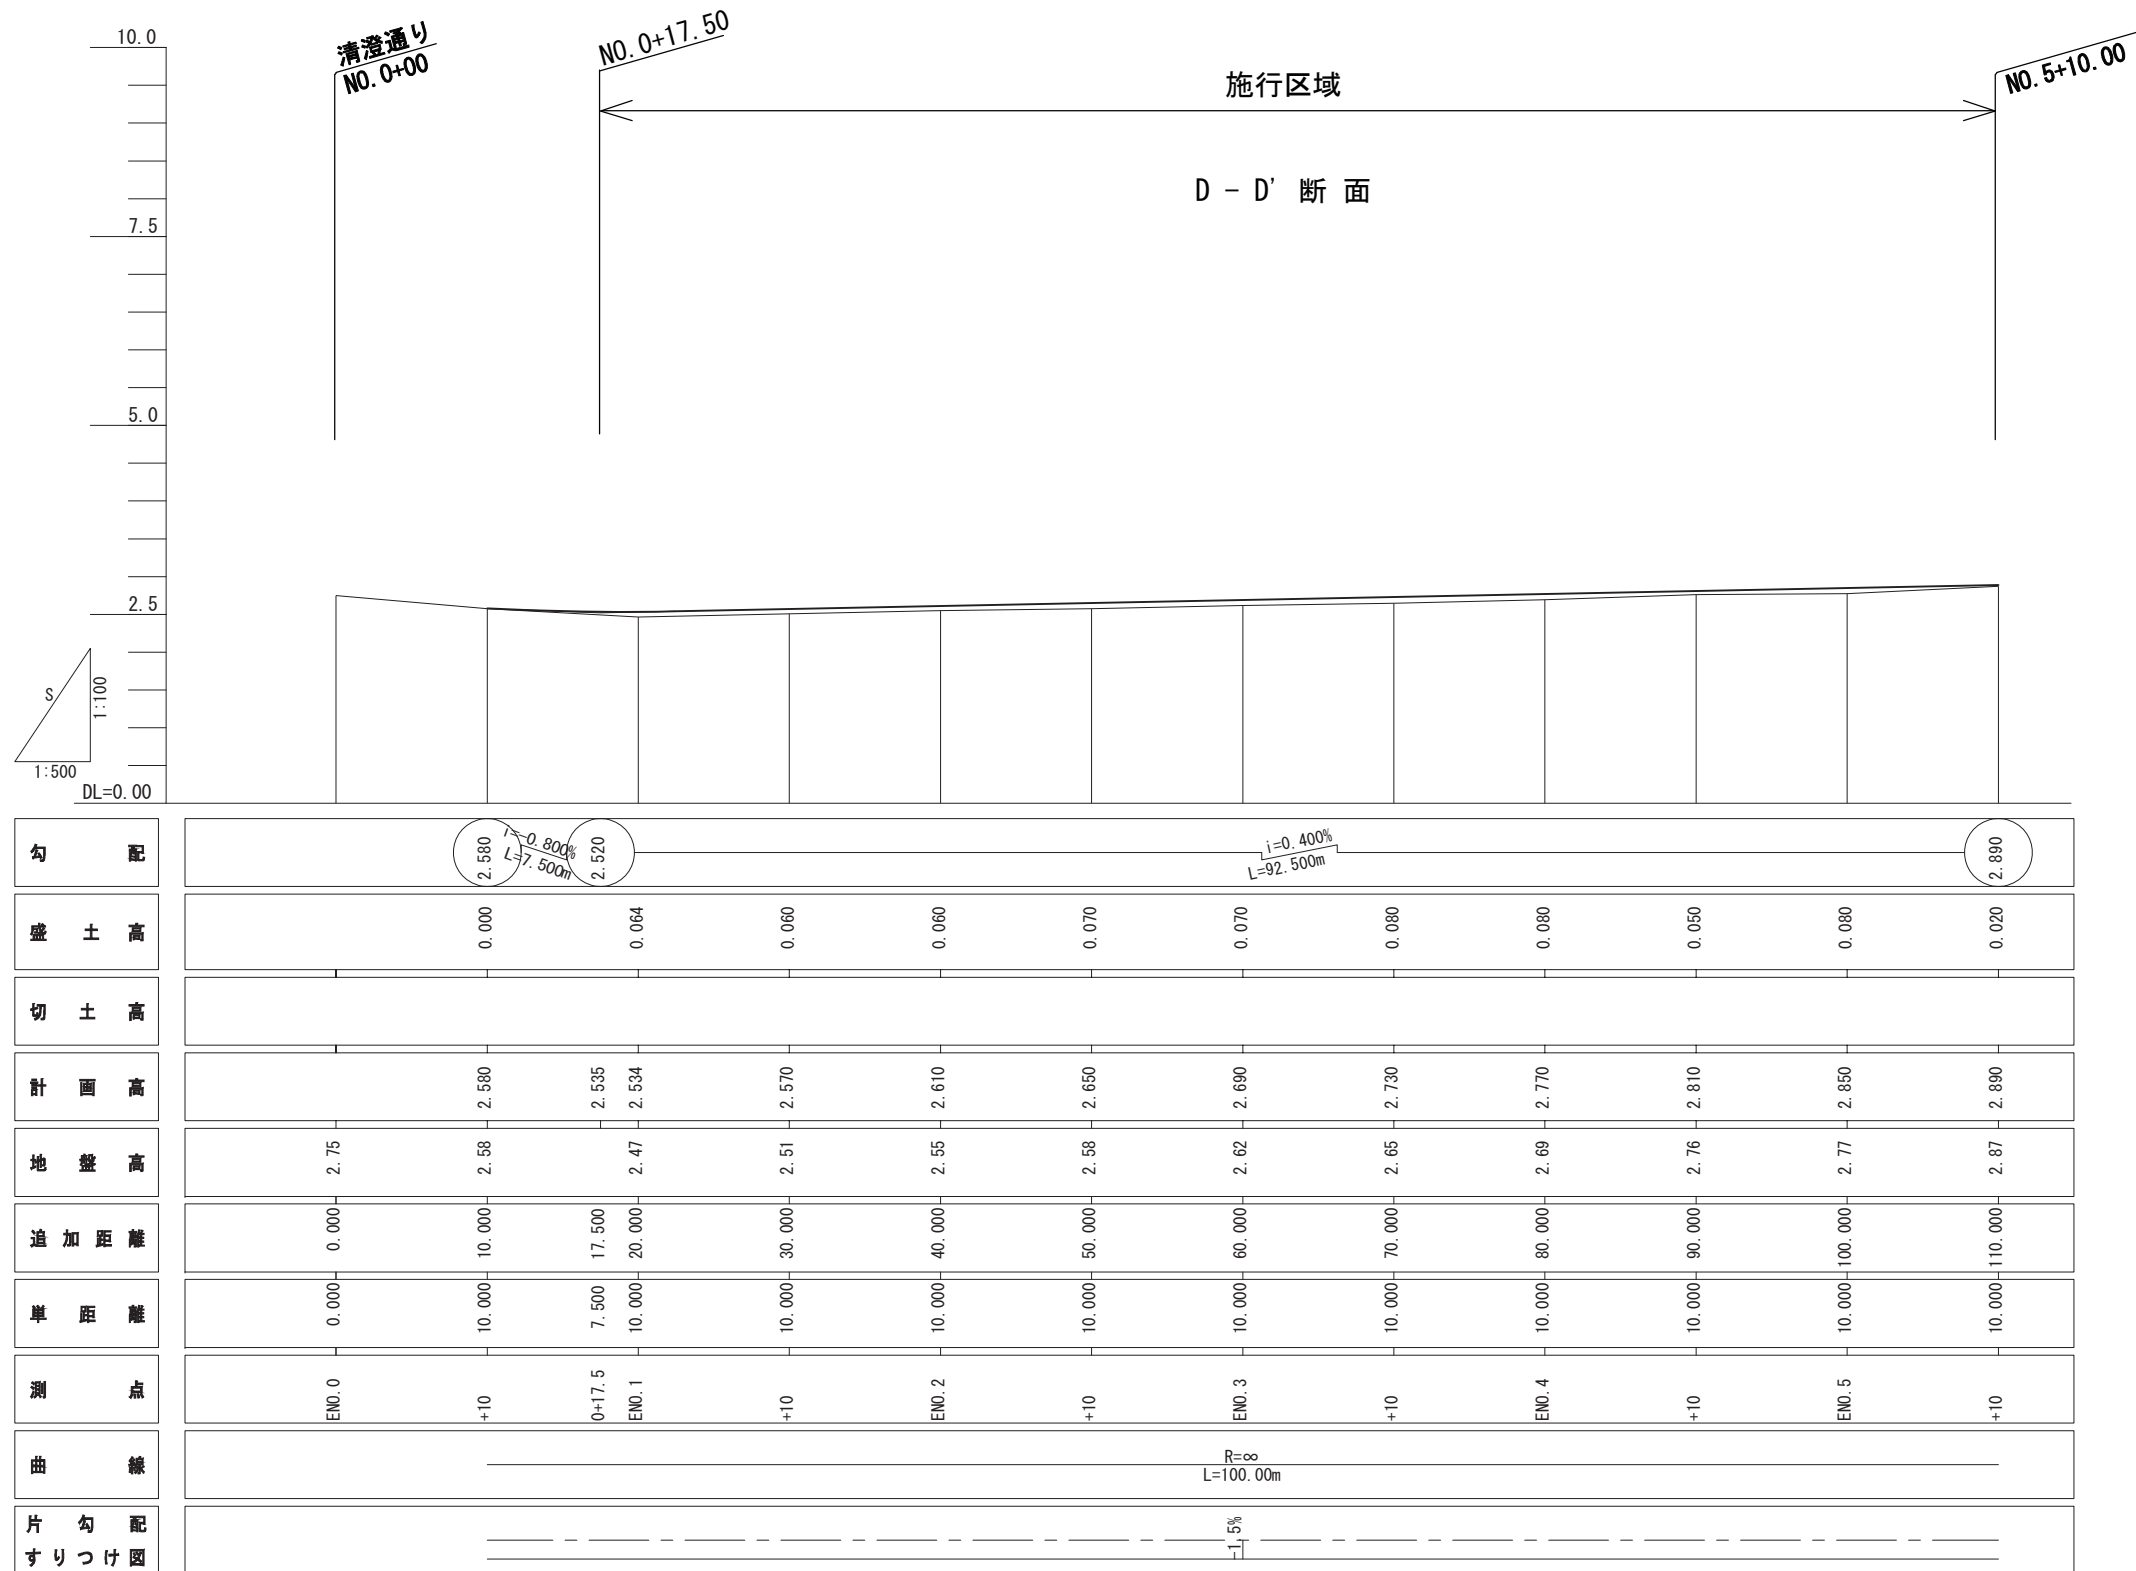 10.0
7.5
5.0
2.5
DL=0.00
S
1:100
1:500
清澄通り
NO.0+00
NO.0+17.50
NO.5+10.00
施行区域
D - D' 断面
勾配
2.580
i=-0.800%
L=7.500m
2.520
i=0.400%
L=92.500m
2.890
盛土高
0.000 0.064 0.060 0.060 0.070 0.070 0.080 0.080 0.050 0.080 0.020
切土高
計画高
2.580 2.535 2.534 2.570 2.610 2.650 2.690 2.730 2.770 2.810 2.850 2.890
地盤高
2.75 2.58 2.47 2.51 2.55 2.58 2.62 2.65 2.69 2.76 2.77 2.87
追加距離
0.000 10.000 17.500 20.000 30.000 40.000 50.000 60.000 70.000 80.000 90.000 100.000 110.000
単距離
0.000 10.000 7.500 10.000 10.000 10.000 10.000 10.000 10.000 10.000 10.000 10.000 10.000
測点
ENO.0 +10 0+17.5 ENO.1 +10 ENO.2 +10 ENO.3 +10 ENO.4 +10 ENO.5 +10
曲線
R=∞
L=100.00m
片勾配
すりつけ図
-1.5%